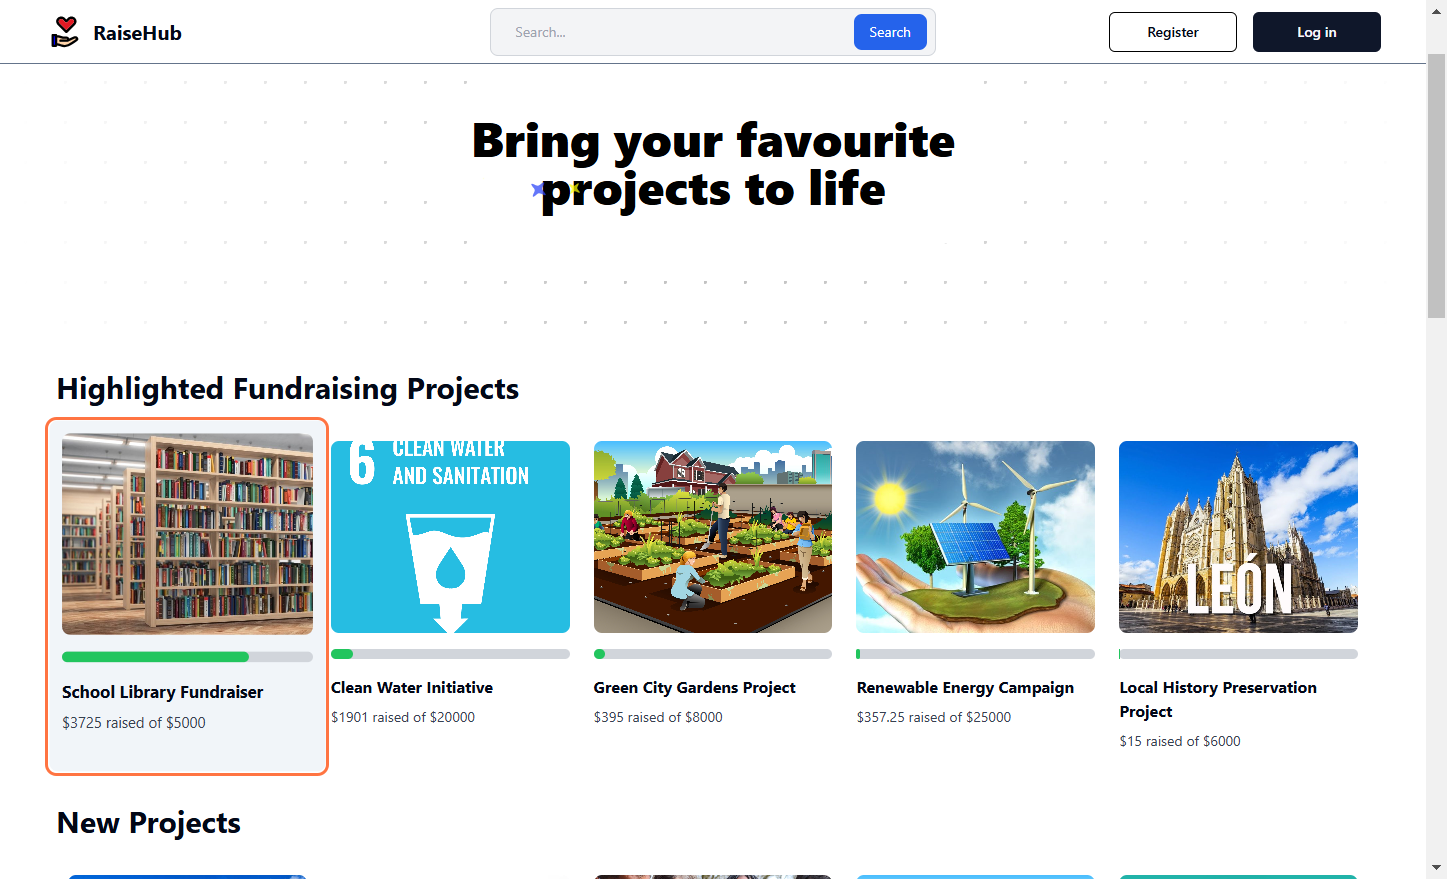 RaiseHub
Search...
Search
Register
Log in
Bring your favourite
projects to life
Highlighted Fundraising Projects
School Library Fundraiser
$3725 raised of $5000
6 CLEAN WATER
AND SANITATION
Clean Water Initiative
$1901 raised of $20000
Green City Gardens Project
$395 raised of $8000
Renewable Energy Campaign
$357.25 raised of $25000
LEÓN
Local History Preservation
Project
$15 raised of $6000
New Projects